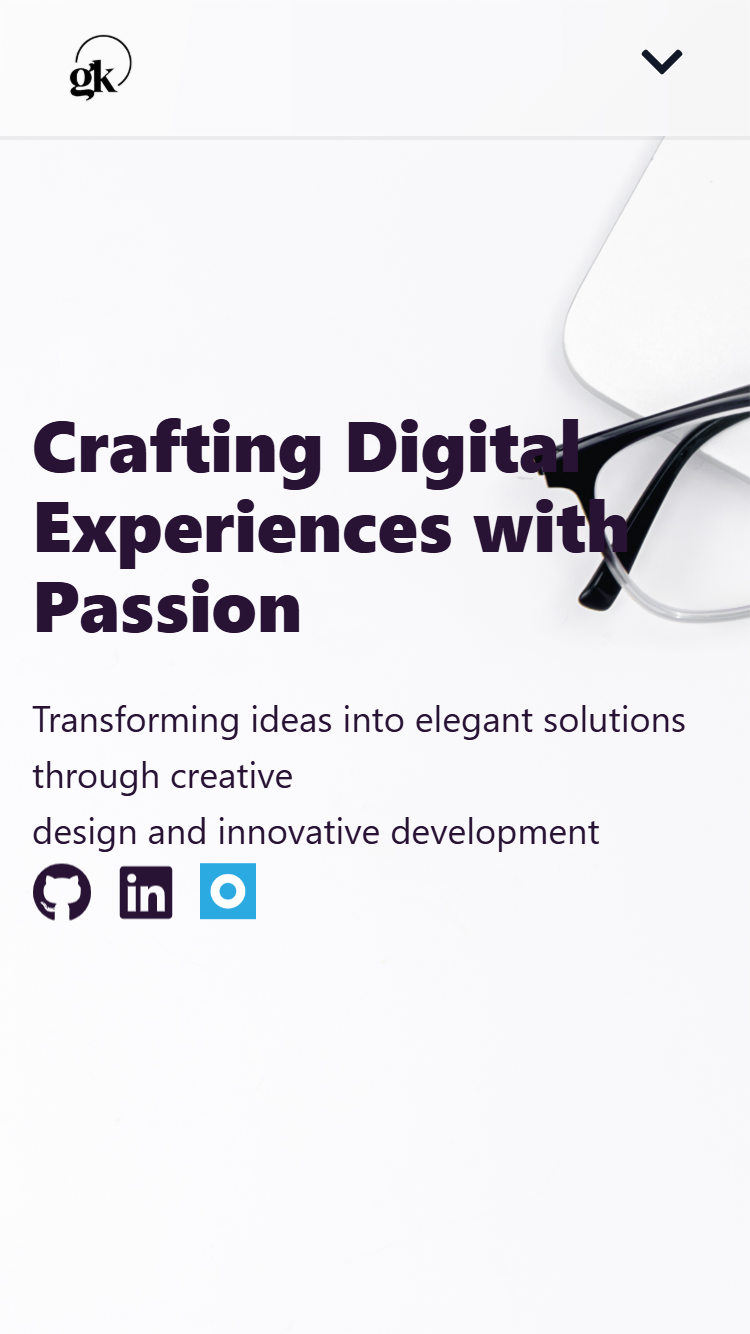 gk
Crafting Digital
Experiences with
Passion
Transforming ideas into elegant solutions
through creative
design and innovative development
in